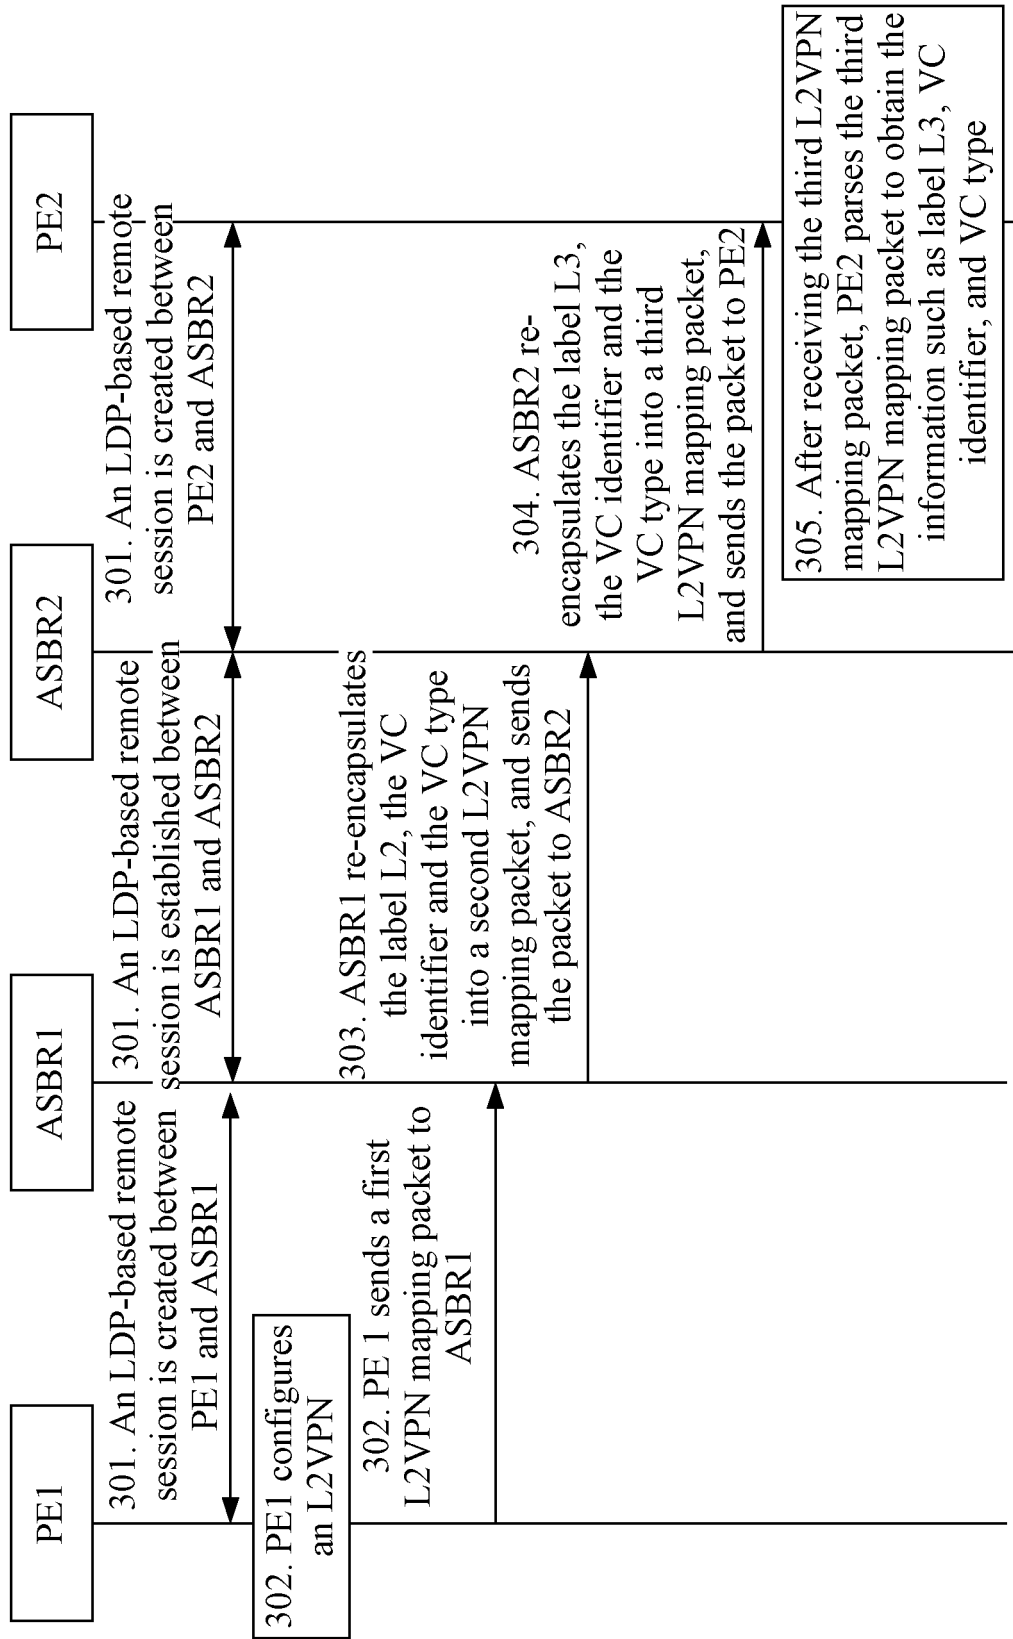 PE1
ASBR1
ASBR2
PE2
301. An LDP-based remote
session is created between
PE1 and ASBR1
301. An LDP-based remote
session is established between
ASBR1 and ASBR2
301. An LDP-based remote
session is created between
PE2 and ASBR2
302. PE1 configures
an L2VPN
302. PE 1 sends a first
L2VPN mapping packet to
ASBR1
303. ASBR1 re-encapsulates
the label L2, the VC
identifier and the VC type
into a second L2VPN
mapping packet, and sends
the packet to ASBR2
304. ASBR2 re-
encapsulates the label L3,
the VC identifier and the
VC type into a third
L2VPN mapping packet,
and sends the packet to PE2
305. After receiving the third L2VPN
mapping packet, PE2 parses the third
L2VPN mapping packet to obtain the
information such as label L3, VC
identifier, and VC type